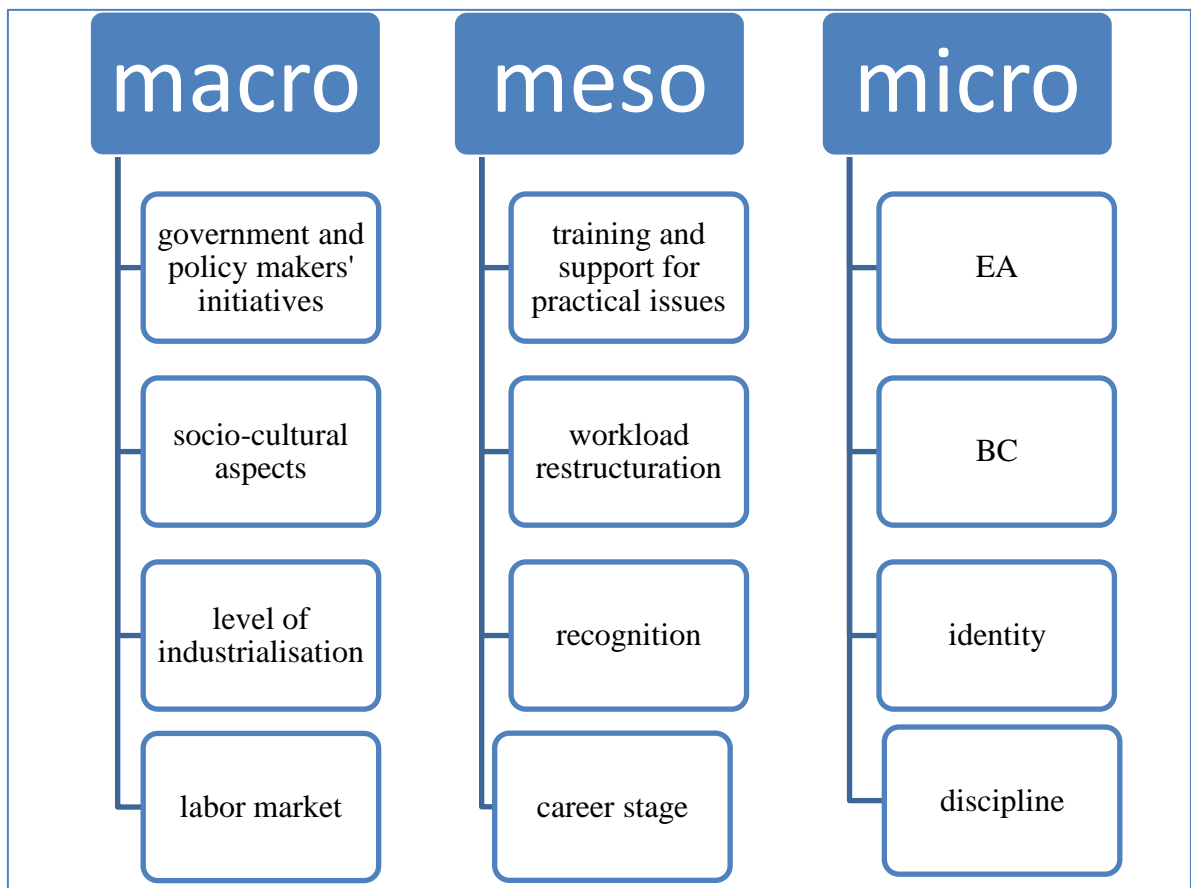 macro
government and
policy makers'
initiatives
socio-cultural
aspects
level of
industrialisation
labor market
meso
training and
support for
practical issues
workload
restructuration
recognition
career stage
micro
EA
BC
identity
discipline